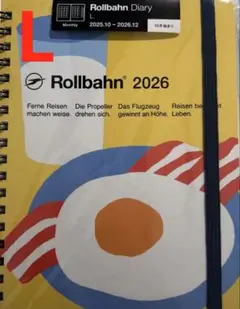 Rollbahn Diary
L
Monthly
2025.10 – 2026.12
L
Rollbahn® 2026
Ferne Reisen Die Propeller Das Flugzeug Reisen
machen weise. drehen sich. gewinnt an Höhe. Leben.